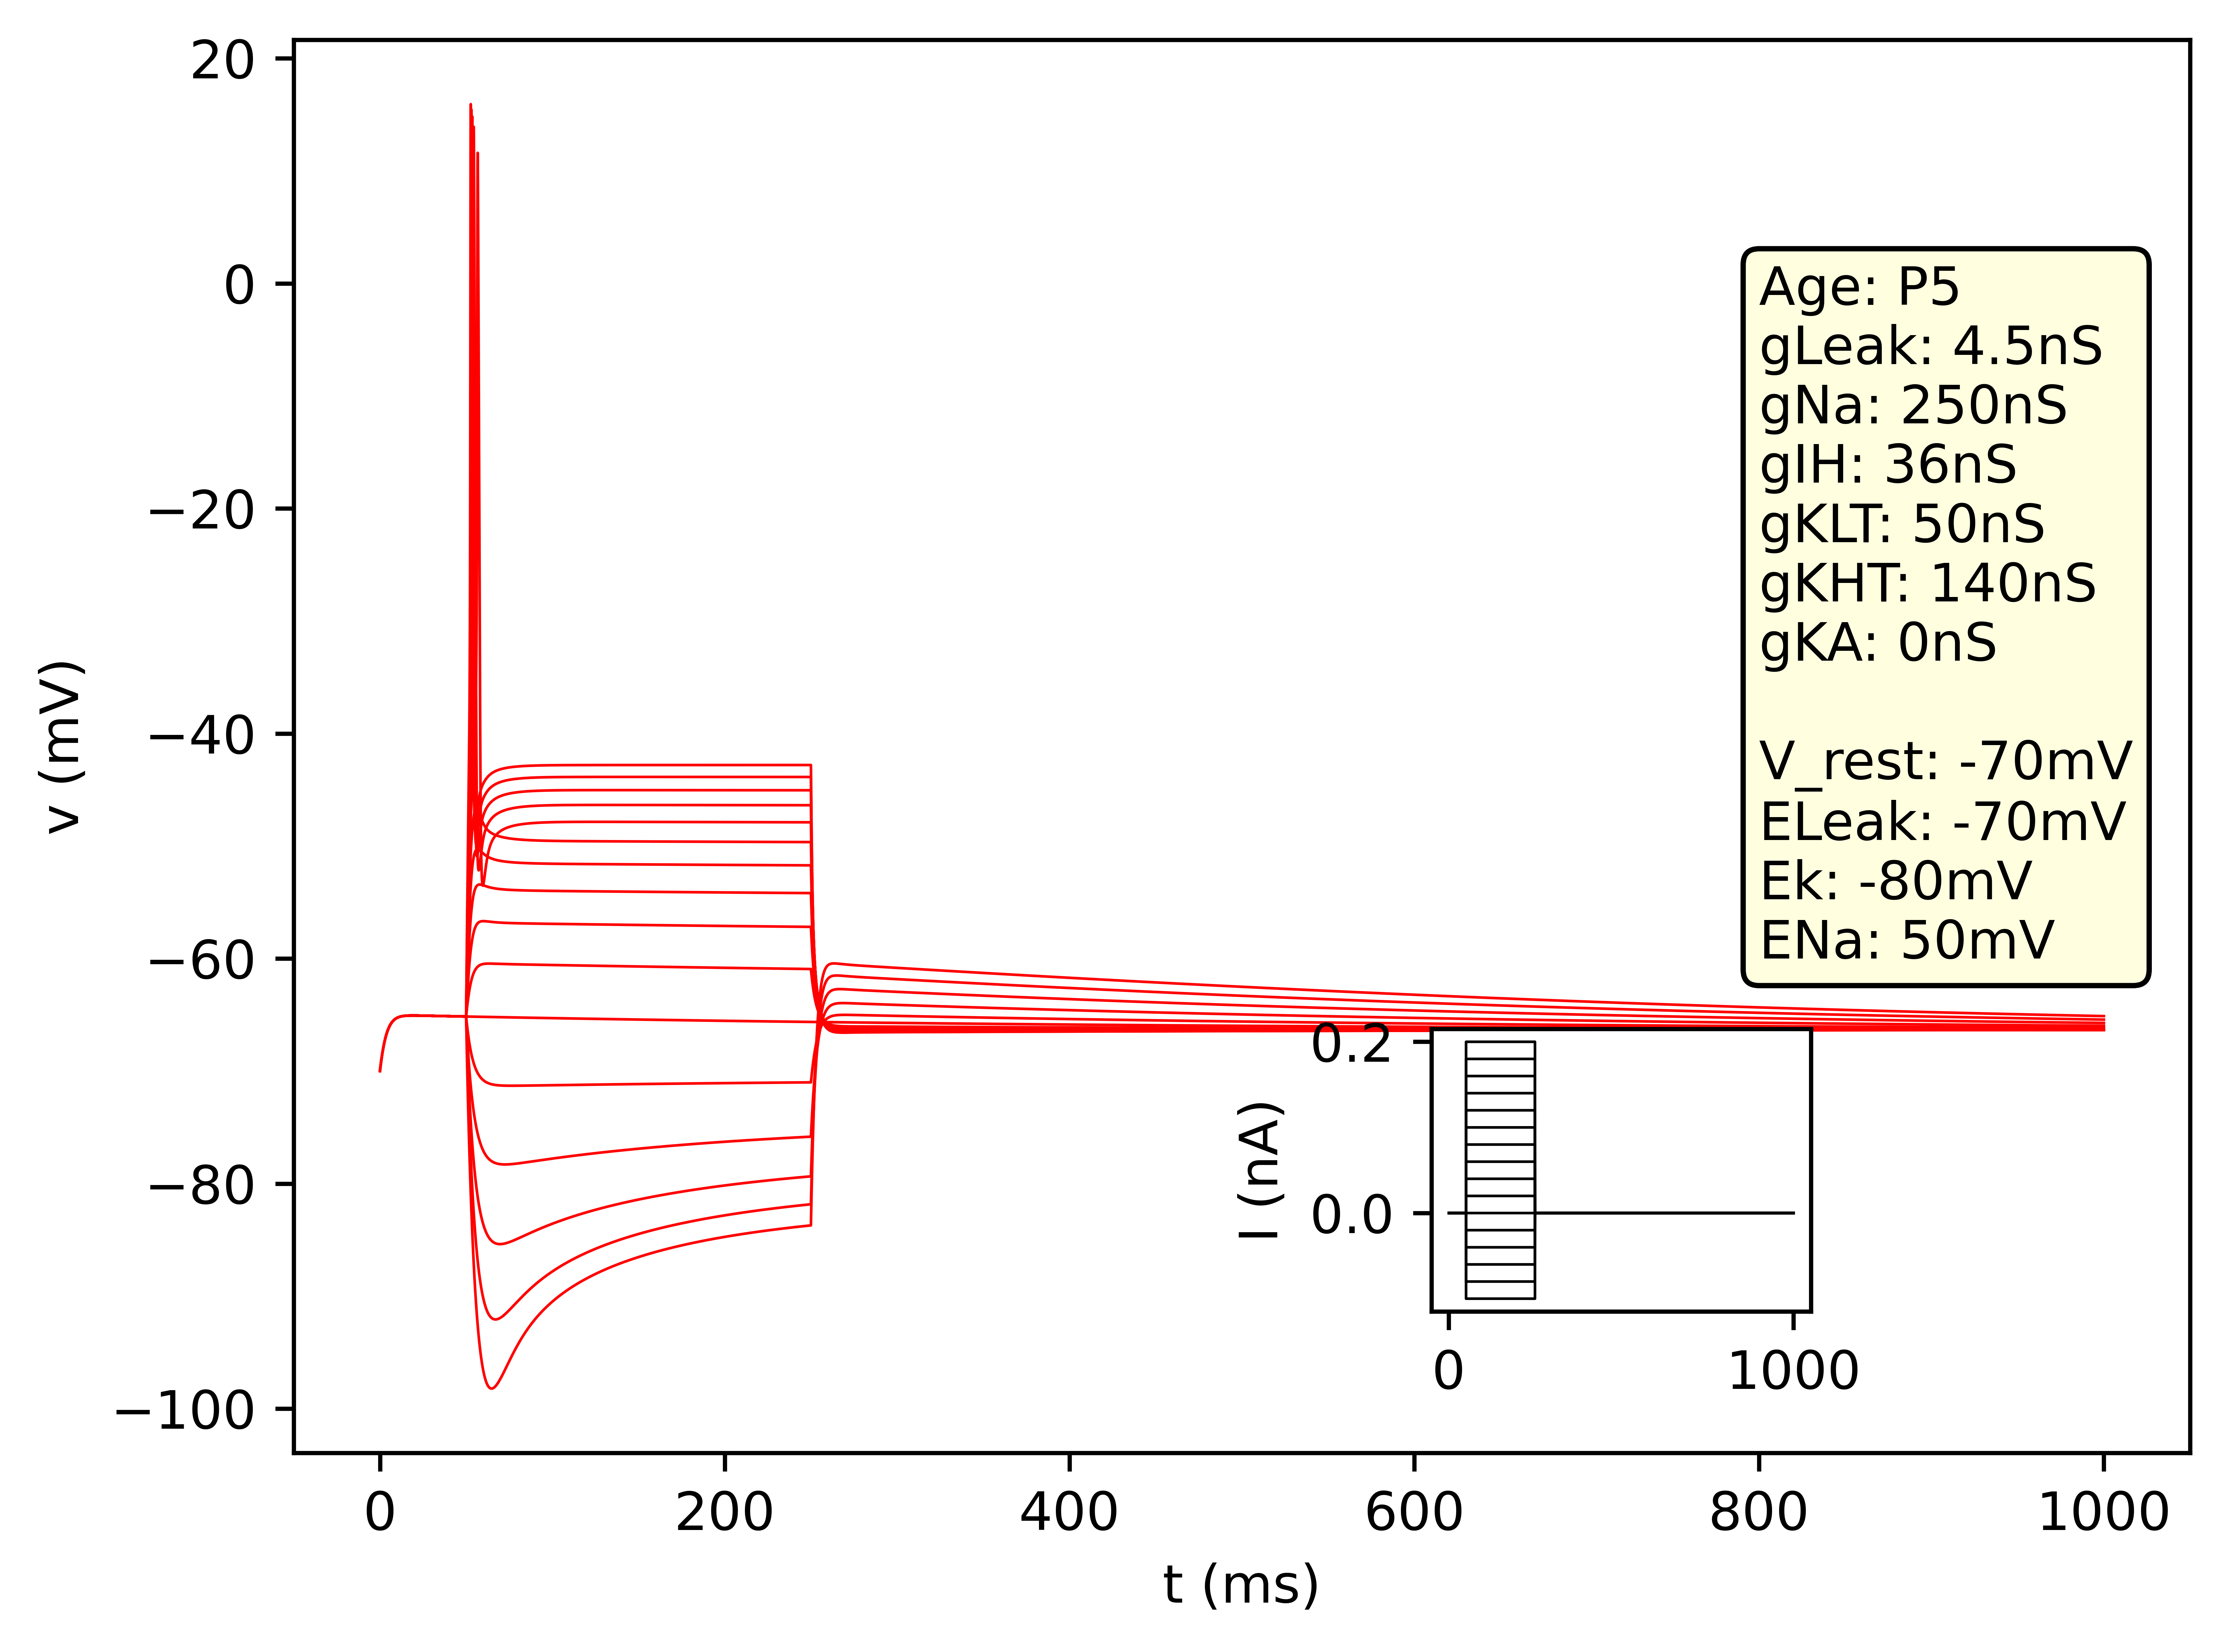 20
0
−20
−40
−60
−80
−100
v (mV)
0 200 400 600 800 1000
t (ms)
Age: P5
gLeak: 4.5nS
gNa: 250nS
gIH: 36nS
gKLT: 50nS
gKHT: 140nS
gKA: 0nS
V_rest: -70mV
ELeak: -70mV
Ek: -80mV
ENa: 50mV
0.2
0.0
I (nA)
0 1000